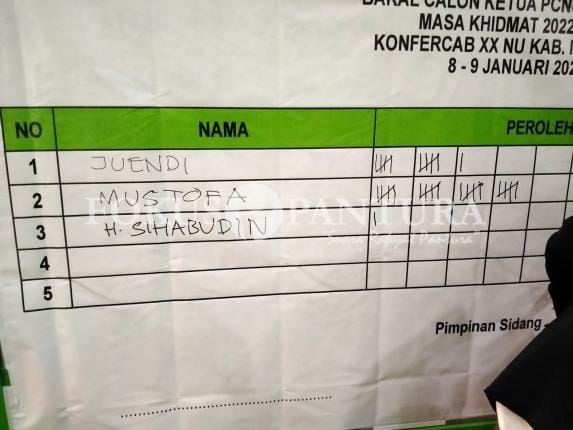 BAKAL CALON KETUA PCN
MASA KHIDMAT 2022
KONFERCAB XX NU KAB. I
8 - 9 JANUARI 202
NO NAMA PEROLEH
1 JUENDI
2 MUSTOFA
FOKUS PANTURA
3 H. SIHABUDIN
"Suara Rakyat Pantura"
4
5
Pimpinan Sidang